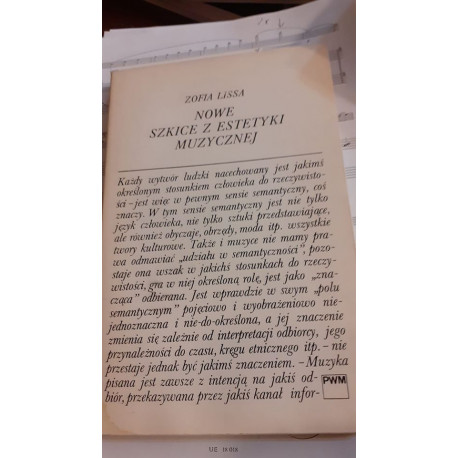 ZOFIA LISSA
NOWE
SZKICE Z ESTETYKI
MUZYCZNEJ
Każdy wytwór ludzki nacechowany jest jakimś
określonym stosunkiem człowieka do rzeczywisto-
ści – jest więc w pewnym sensie semantyczny, coś
znaczy. W tym sensie semantyczny jest nie tylko
język człowieka, nie tylko sztuki przedstawiające,
ale również obyczaje, obrzędy, moda itp. wszystkie
twory kulturowe. Także i muzyce nie mamy pra-
wa odmawiać „udziału w semantyczności", pozo-
staje ona wszak w jakichś stosunkach do rzeczy-
wistości, gra w niej określoną rolę, jest jako „zna-
cząca" odbierana. Jest wprawdzie w swym „polu
semantycznym" pojęciowo i wyobrażeniowo nie-
jednoznaczna i nie-do-określona, a jej znaczenie
zmienia się zależnie od interpretacji odbiorcy, jego
przynależności do czasu, kręgu etnicznego itp. – nie
przestaje jednak być jakimś znaczeniem. – Muzyka
pisana jest zawsze z intencją na jakiś od-
biór, przekazywana przez jakiś kanał infor-
PWM